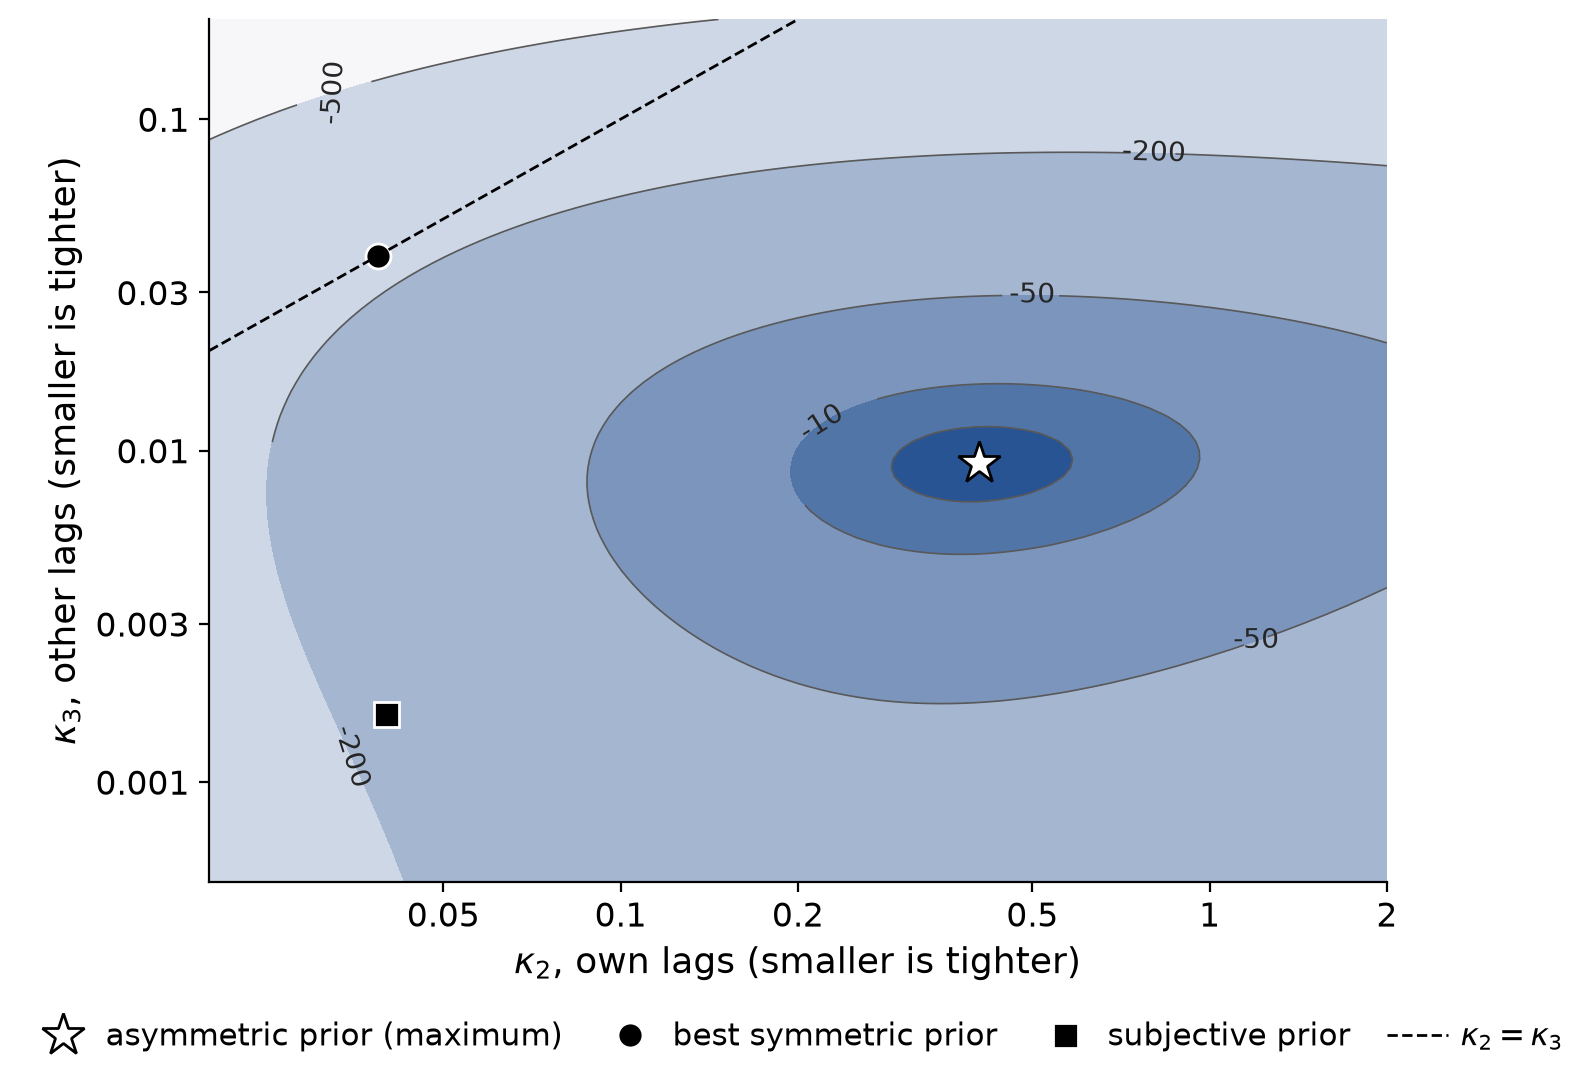 -500
0.1
-200
0.03
-50
-10
0.01
0.003
-50
-200
0.001
κ3, other lags (smaller is tighter)
0.05 0.1 0.2 0.5 1 2
κ2, own lags (smaller is tighter)
asymmetric prior (maximum) best symmetric prior subjective prior κ2 = κ3